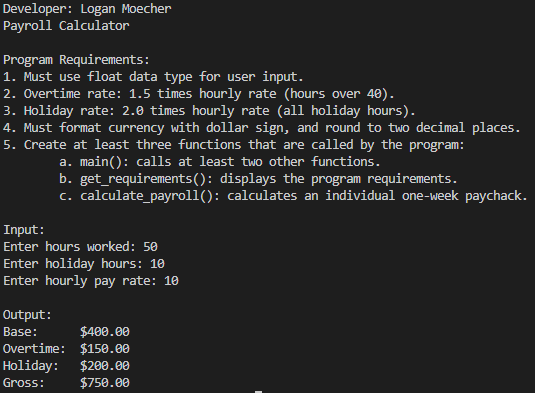 Developer: Logan Moecher
Payroll Calculator
Program Requirements:
1. Must use float data type for user input.
2. Overtime rate: 1.5 times hourly rate (hours over 40).
3. Holiday rate: 2.0 times hourly rate (all holiday hours).
4. Must format currency with dollar sign, and round to two decimal places.
5. Create at least three functions that are called by the program:
a. main(): calls at least two other functions.
b. get_requirements(): displays the program requirements.
c. calculate_payroll(): calculates an individual one-week paychack.
Input:
Enter hours worked: 50
Enter holiday hours: 10
Enter hourly pay rate: 10
Output:
Base: $400.00
Overtime: $150.00
Holiday: $200.00
Gross: $750.00